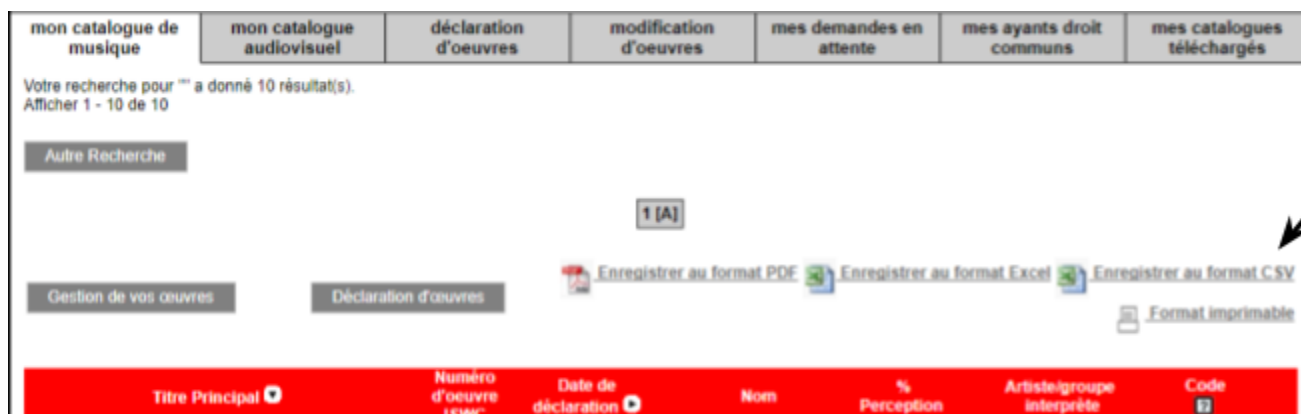 mon catalogue de musique
mon catalogue audiovisuel
déclaration d'oeuvres
modification d'oeuvres
mes demandes en attente
mes ayants droit communs
mes catalogues téléchargés
Votre recherche pour "" a donné 10 résultat(s).
Afficher 1 - 10 de 10
Autre Recherche
1 [A]
Enregistrer au format PDF
Enregistrer au format Excel
Enregistrer au format CSV
Gestion de vos œuvres
Déclaration d'œuvres
Format imprimable
Titre Principal
Numéro d'oeuvre ISWC
Date de déclaration
Nom
% Perception
Artiste/groupe interprète
Code
?